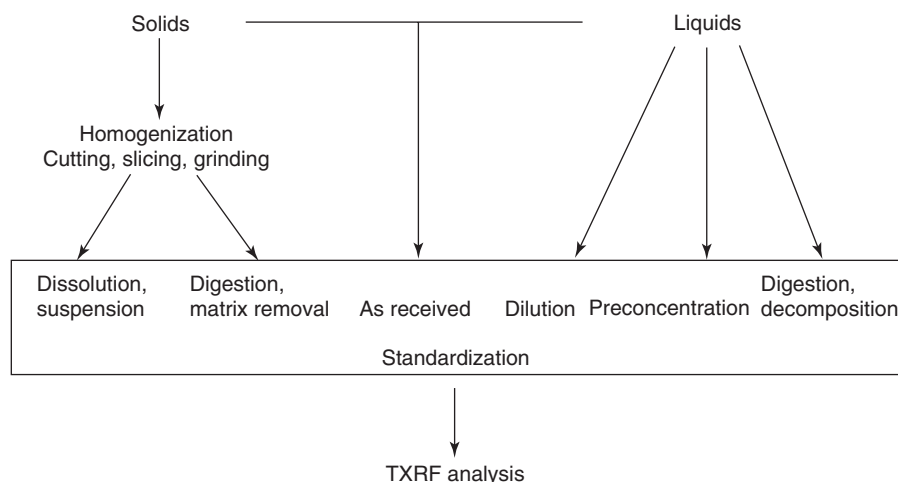 Solids
Liquids
Homogenization
Cutting, slicing, grinding
Dissolution,
suspension
Digestion,
matrix removal
As received
Dilution
Preconcentration
Digestion,
decomposition
Standardization
TXRF analysis